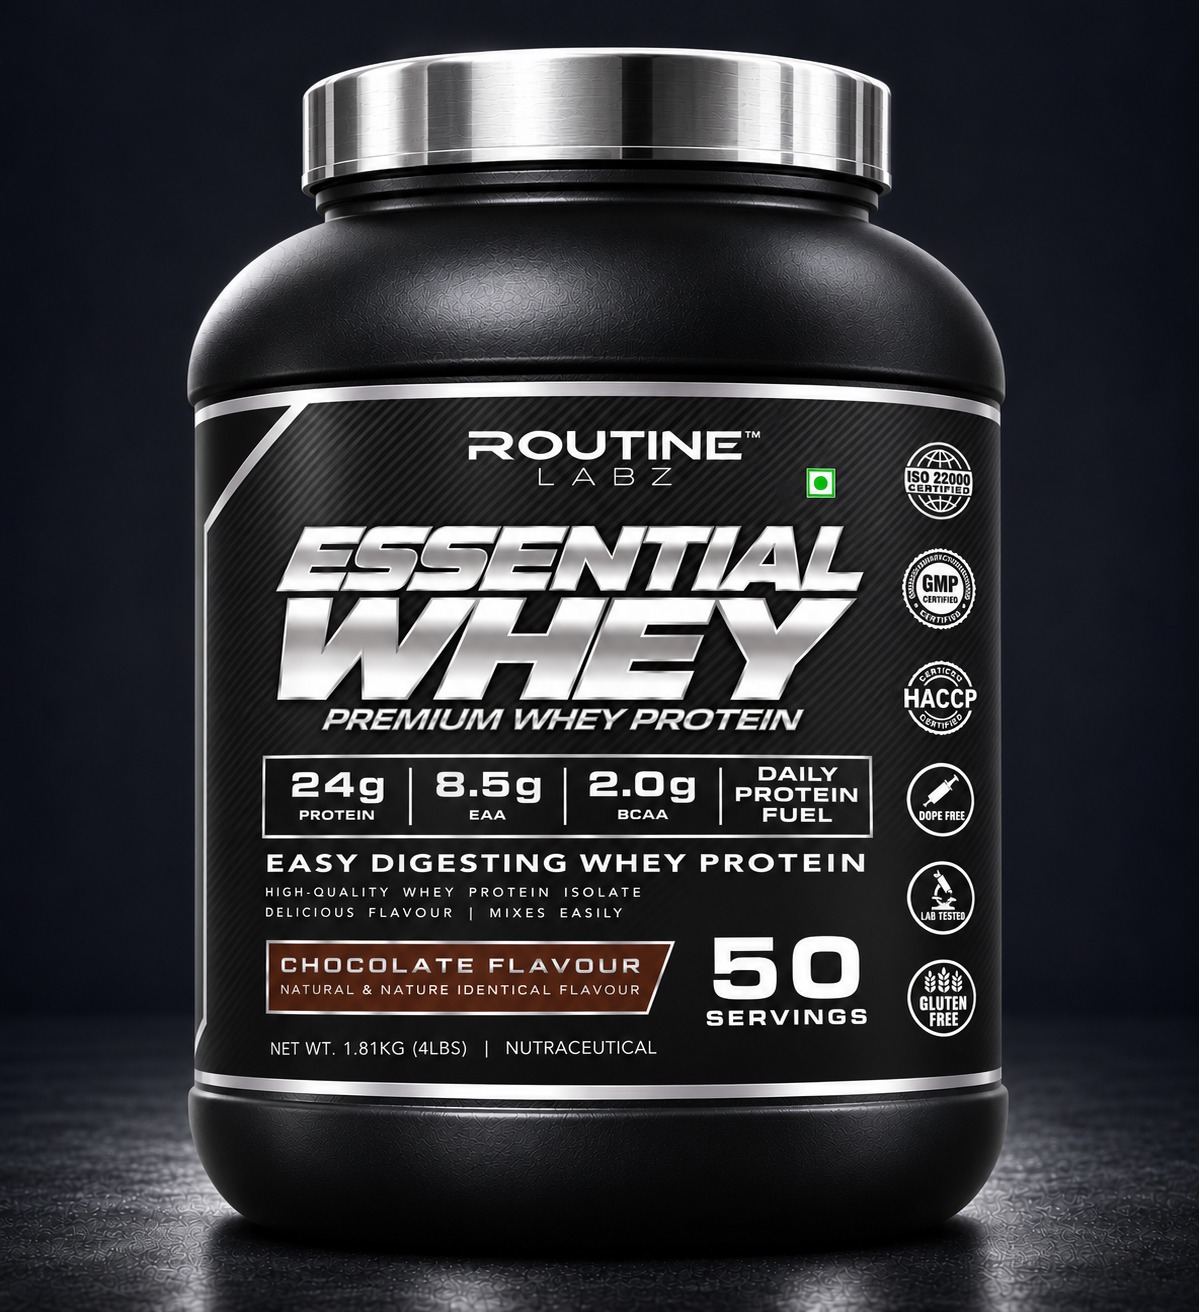 ROUTINE™
LABZ
ESSENTIAL
WHEY
PREMIUM WHEY PROTEIN
24g
PROTEIN
8.5g
EAA
2.0g
BCAA
DAILY
PROTEIN
FUEL
EASY DIGESTING WHEY PROTEIN
HIGH-QUALITY WHEY PROTEIN ISOLATE
DELICIOUS FLAVOUR | MIXES EASILY
CHOCOLATE FLAVOUR
NATURAL & NATURE IDENTICAL FLAVOUR
50
SERVINGS
NET WT. 1.81KG (4LBS) | NUTRACEUTICAL
ISO 22000
CERTIFIED
GMP
CERTIFIED
CERTIFIED
HACCP
CERTIFIED
DOPE FREE
LAB TESTED
GLUTEN
FREE